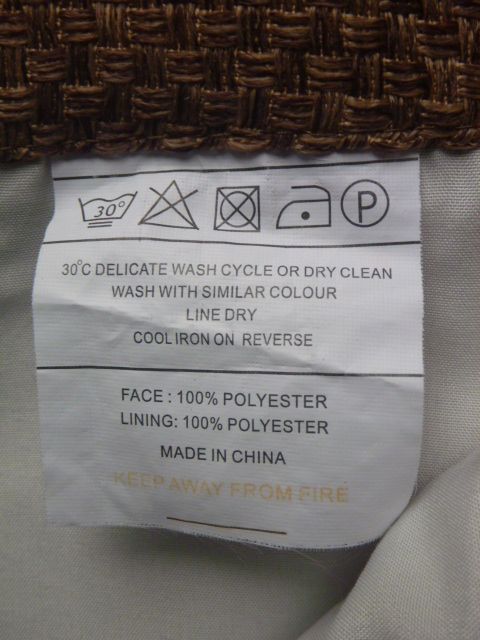 30°
P
30°C DELICATE WASH CYCLE OR DRY CLEAN
WASH WITH SIMILAR COLOUR
LINE DRY
COOL IRON ON REVERSE
FACE : 100% POLYESTER
LINING: 100% POLYESTER
MADE IN CHINA
KEEP AWAY FROM FIRE